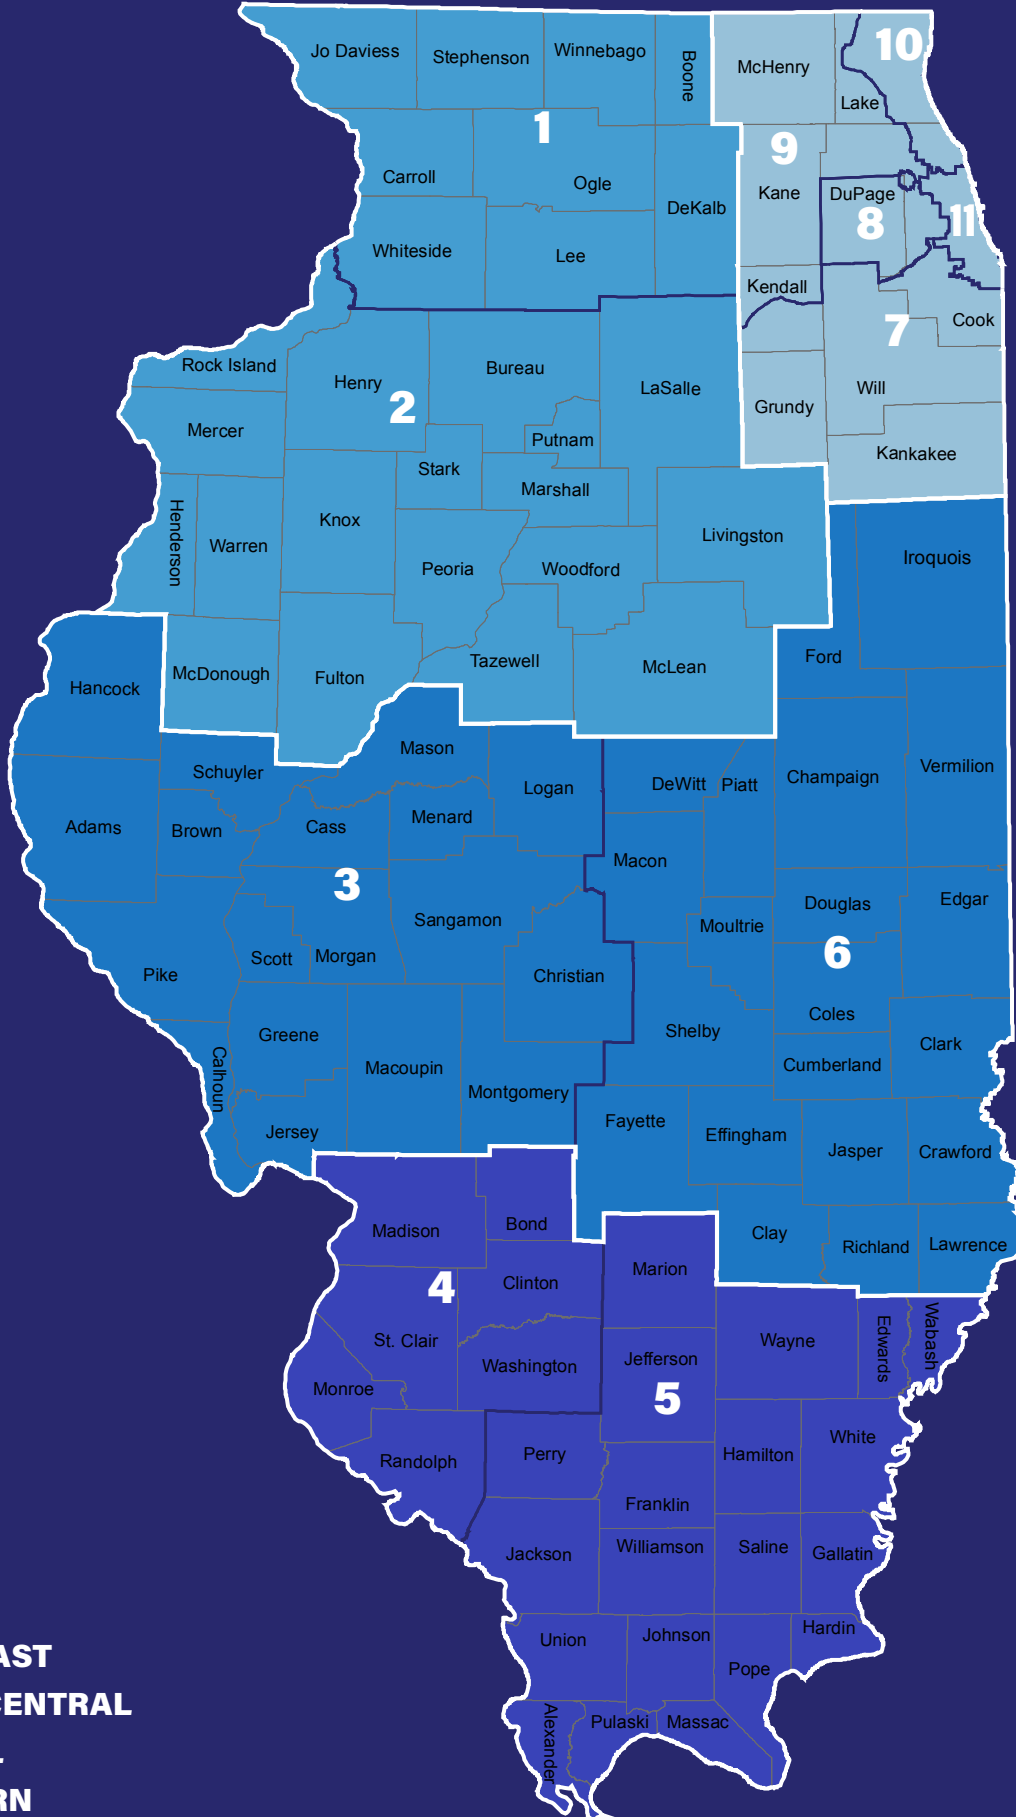 Jo Daviess
Stephenson
Winnebago
Boone
McHenry
10
Lake
1
9
Carroll
Ogle
DeKalb
Kane
DuPage
8
11
Whiteside
Lee
Kendall
7
Cook
Rock Island
Henry
2
Bureau
LaSalle
Will
Grundy
Mercer
Putnam
Kankakee
Stark
Marshall
Henderson
Warren
Knox
Peoria
Woodford
Livingston
Iroquois
McDonough
Fulton
Tazewell
McLean
Ford
Hancock
Mason
Schuyler
Logan
DeWitt
Piatt
Champaign
Vermilion
Adams
Brown
Cass
Menard
Macon
3
Sangamon
Moultrie
Douglas
Edgar
6
Pike
Scott
Morgan
Christian
Coles
Shelby
Greene
Calhoun
Macoupin
Montgomery
Cumberland
Clark
Jersey
Fayette
Effingham
Jasper
Crawford
Madison
Bond
Clay
Richland
Lawrence
4
Clinton
Marion
St. Clair
Washington
Jefferson
Wayne
Edwards
Wabash
Monroe
5
Randolph
Perry
Hamilton
White
Franklin
Jackson
Williamson
Saline
Gallatin
Union
Johnson
Hardin
Pope
Alexander
Pulaski
Massac
AST
ENTRAL
RN